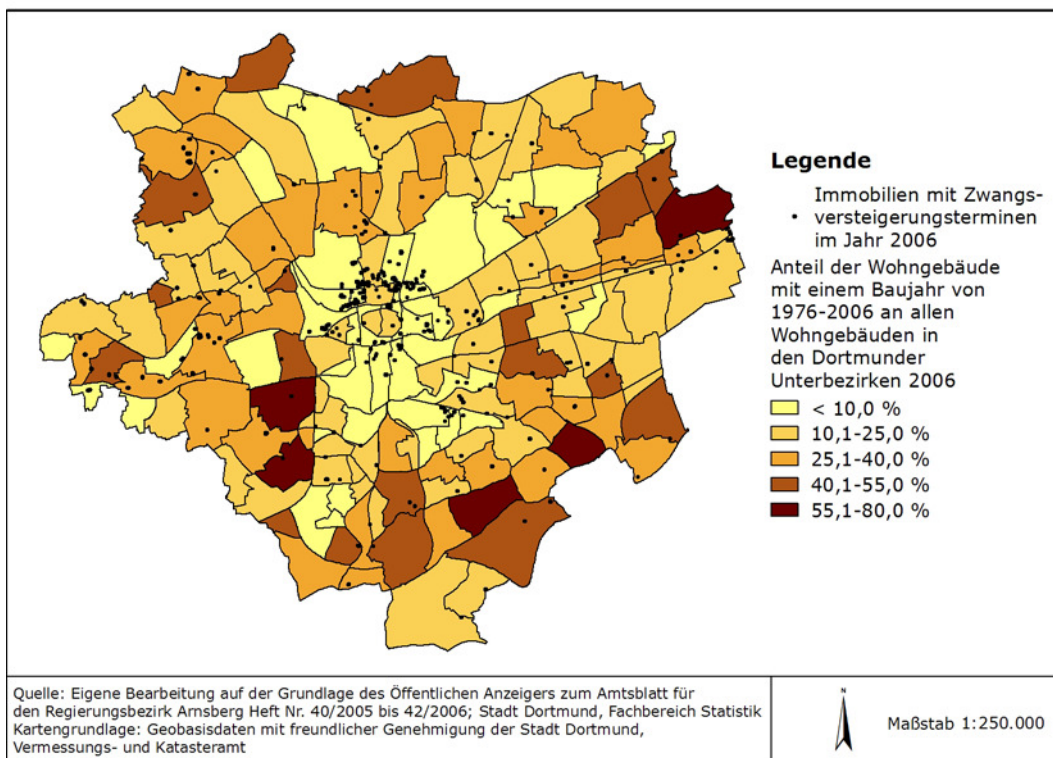 Legende
Immobilien mit Zwangs-
versteigerungsterminen
im Jahr 2006
Anteil der Wohngebäude
mit einem Baujahr von
1976-2006 an allen
Wohngebäuden in
den Dortmunder
Unterbezirken 2006
< 10,0 %
10,1-25,0 %
25,1-40,0 %
40,1-55,0 %
55,1-80,0 %
Quelle: Eigene Bearbeitung auf der Grundlage des Öffentlichen Anzeigers zum Amtsblatt für
den Regierungsbezirk Arnsberg Heft Nr. 40/2005 bis 42/2006; Stadt Dortmund, Fachbereich Statistik
Kartengrundlage: Geobasisdaten mit freundlicher Genehmigung der Stadt Dortmund,
Vermessungs- und Katasteramt
N
Maßstab 1:250.000